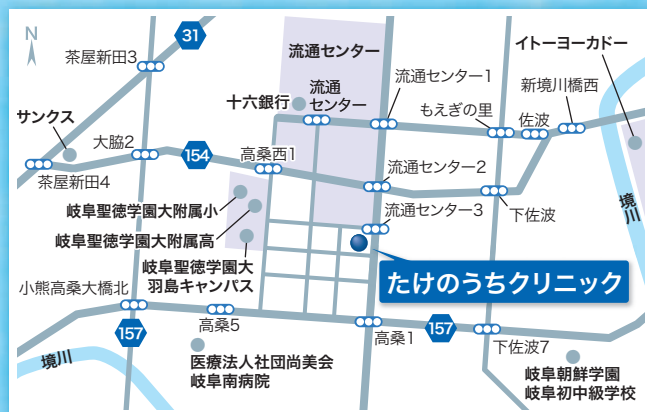 N
31
茶屋新田3
流通センター
イトーヨーカドー
流通センター1
新境川橋西
十六銀行
流通
センター
もえぎの里
佐波
サンクス
大脇2
154
高桑西1
流通センター2
茶屋新田4
岐阜聖徳学園大附属小
流通センター3
下佐波
境川
岐阜聖徳学園大附属高
岐阜聖徳学園大
羽島キャンパス
たけのうちクリニック
小熊高桑大橋北
157
高桑5
高桑1
157
下佐波7
境川
医療法人社団尚美会
岐阜南病院
岐阜朝鮮学園
岐阜初中級学校